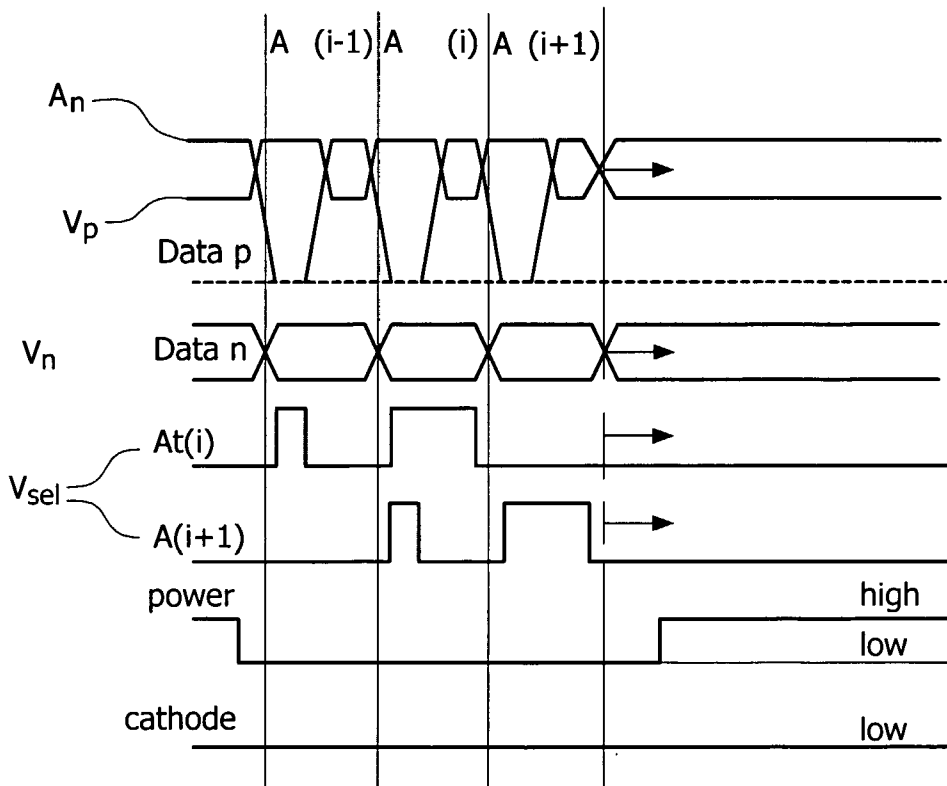 A (i-1) A (i) A (i+1)
An
Vp
Data p
Vn
Data n
At(i)
Vsel
A(i+1)
power
high
low
cathode
low